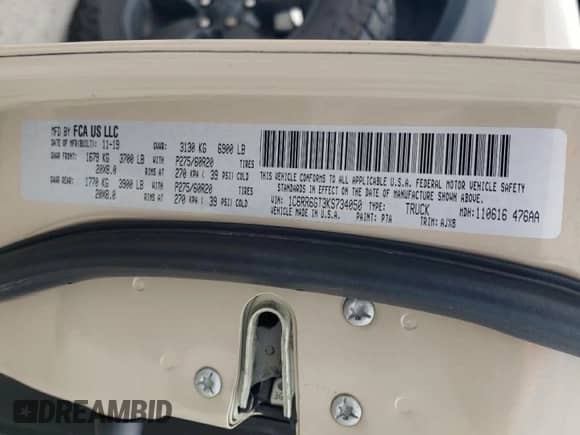 MFD BY FCA US LLC
DATE OF MFR(BUILT): 11-19 GVWR: 3130 KG 6900 LB
GAWR FRONT: 1679 KG 3700 LB WITH P275/60R20 TIRES
20X8.0 RIMS AT 270 KPA ( 39 PSI) COLD
GAWR REAR: 1770 KG 3900 LB WITH P275/60R20 TIRES
20X8.0 RIMS AT 270 KPA ( 39 PSI) COLD
THIS VEHICLE CONFORMS TO ALL APPLICABLE U.S.A. FEDERAL MOTOR VEHICLE SAFETY
STANDARDS IN EFFECT ON THE DATE OF MANUFACTURE SHOWN ABOVE.
VIN: 1C6RR6GT3KS734050 TYPE: TRUCK MDH: 110616 476AA
VEHICLE MADE IN U.S.A. PAINT: P7A TRIM: AJX9
DREAMBID